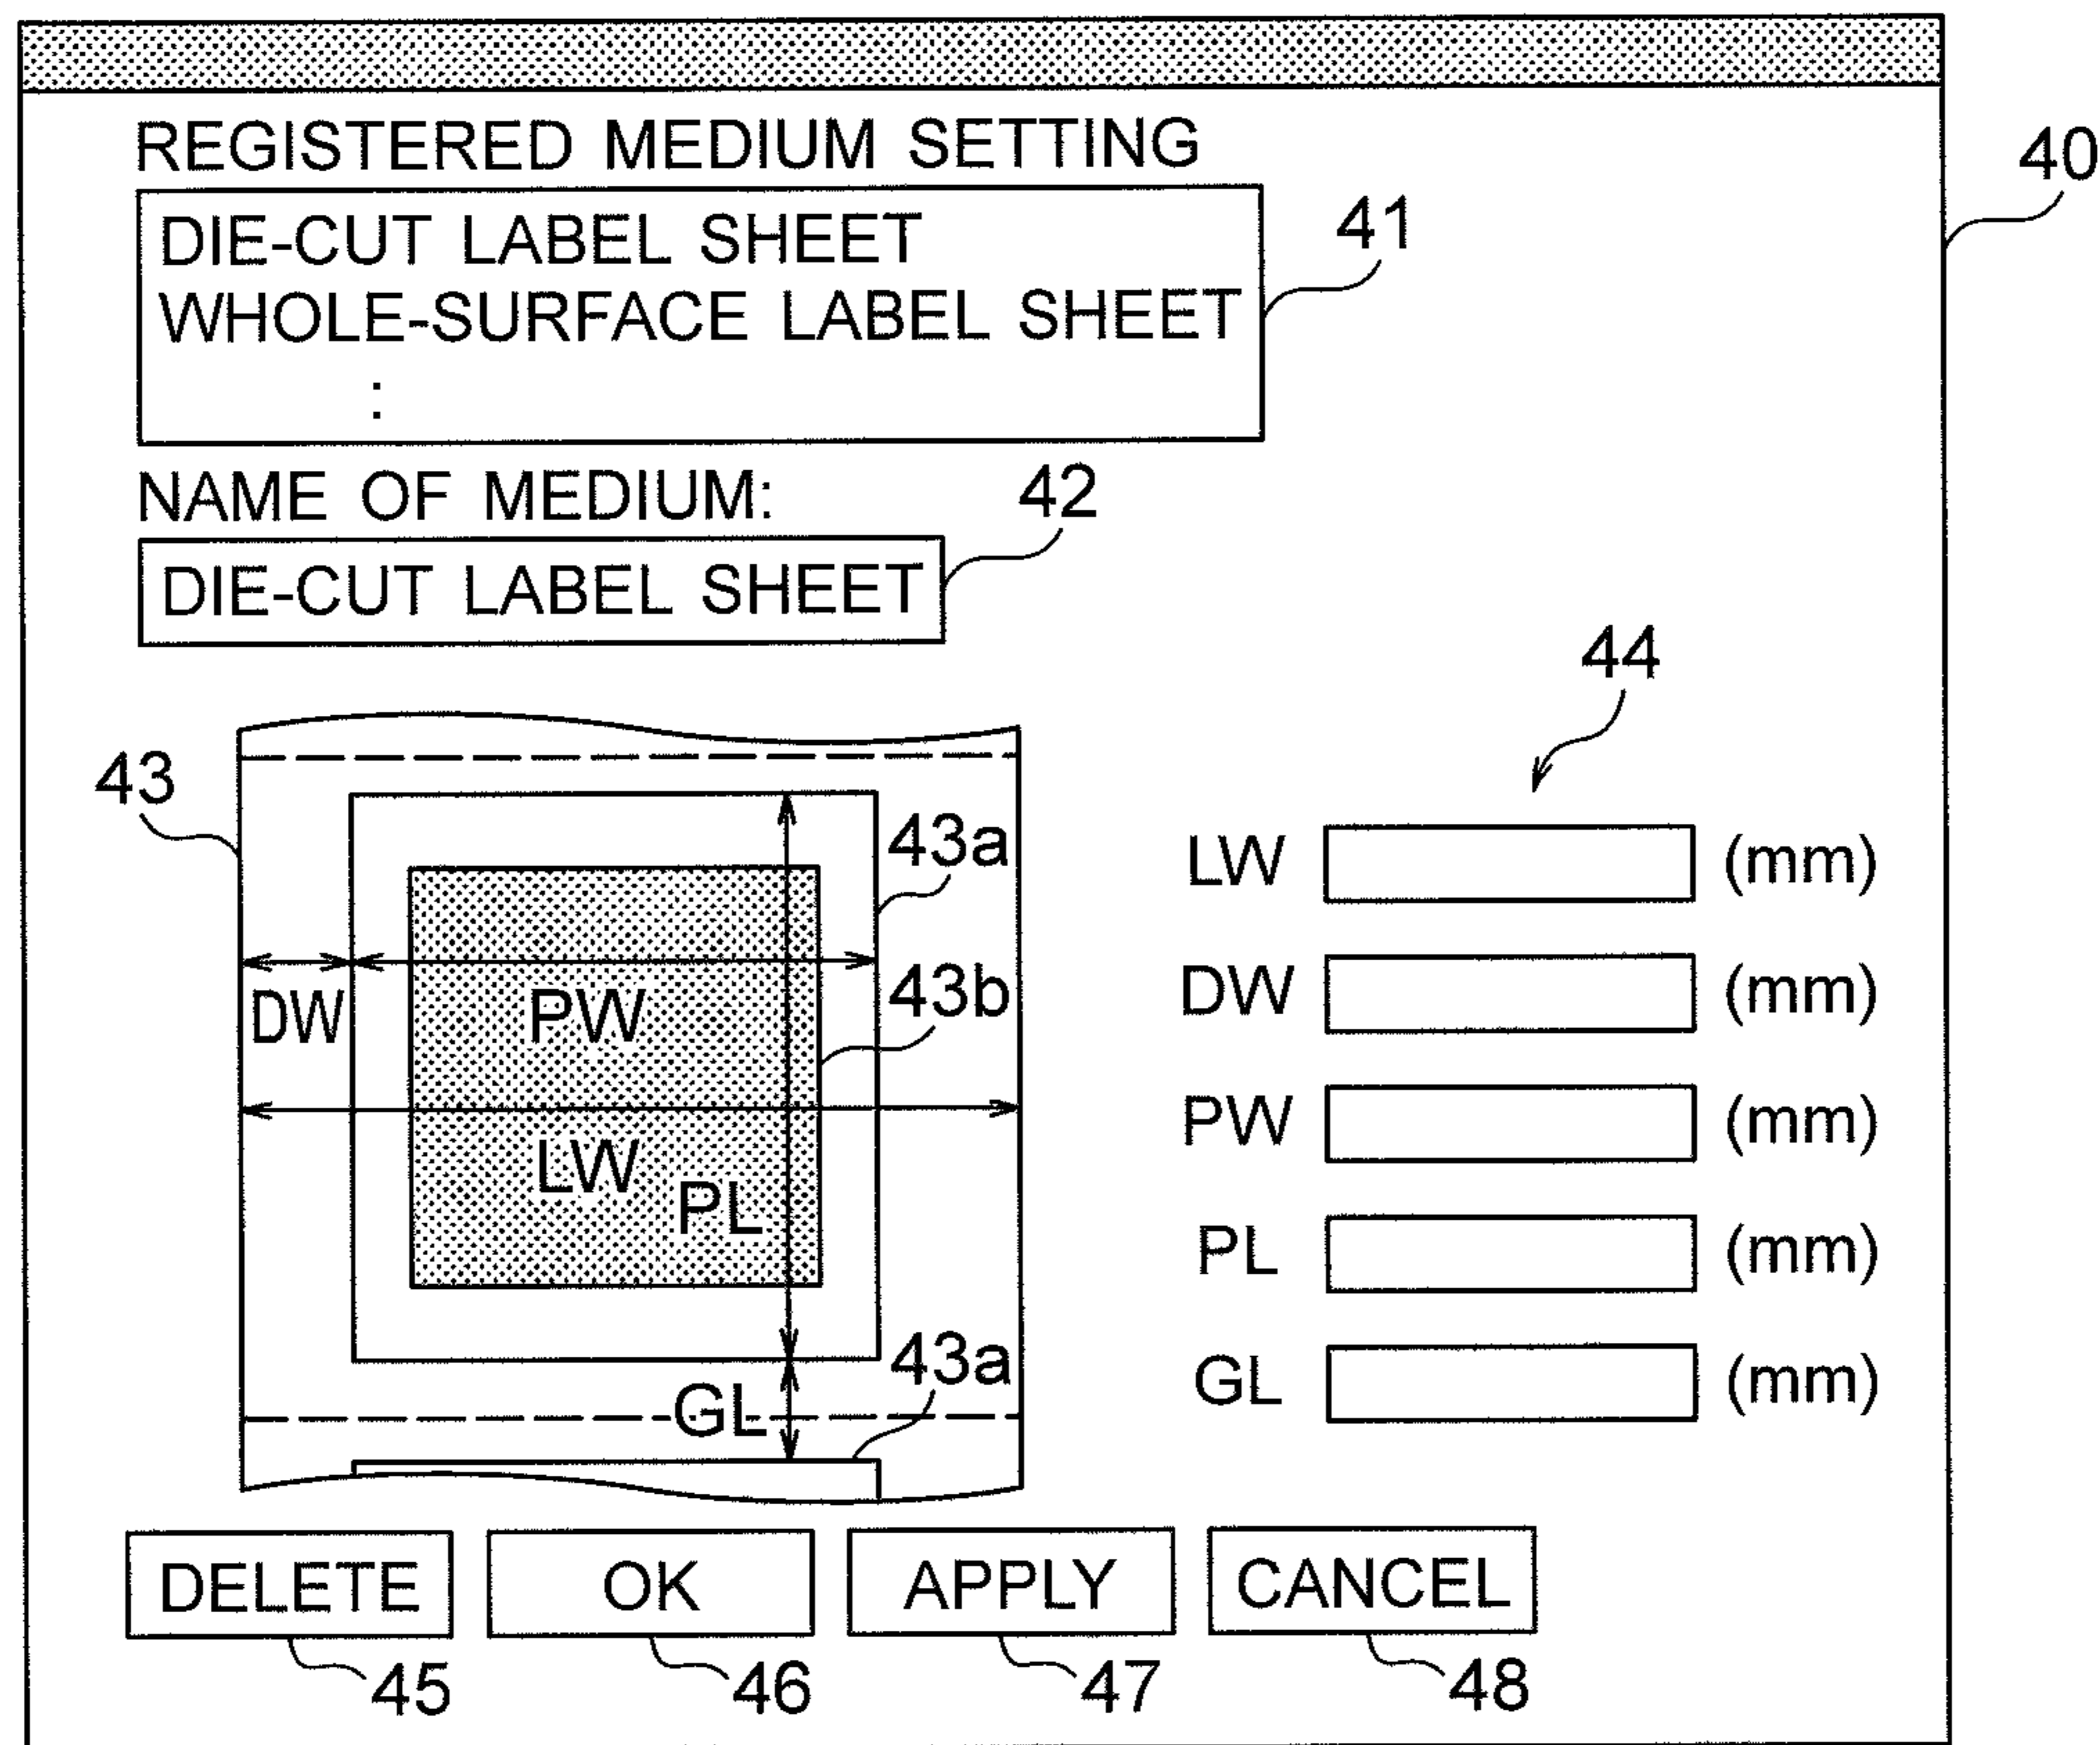 REGISTERED MEDIUM SETTING
40
DIE-CUT LABEL SHEET
41
WHOLE-SURFACE LABEL SHEET
:
NAME OF MEDIUM:
42
DIE-CUT LABEL SHEET
44
43
43a
LW (mm)
43b
DW PW
DW (mm)
LW
PW (mm)
PL
PL (mm)
43a
GL
GL (mm)
DELETE OK APPLY CANCEL
45 46 47 48